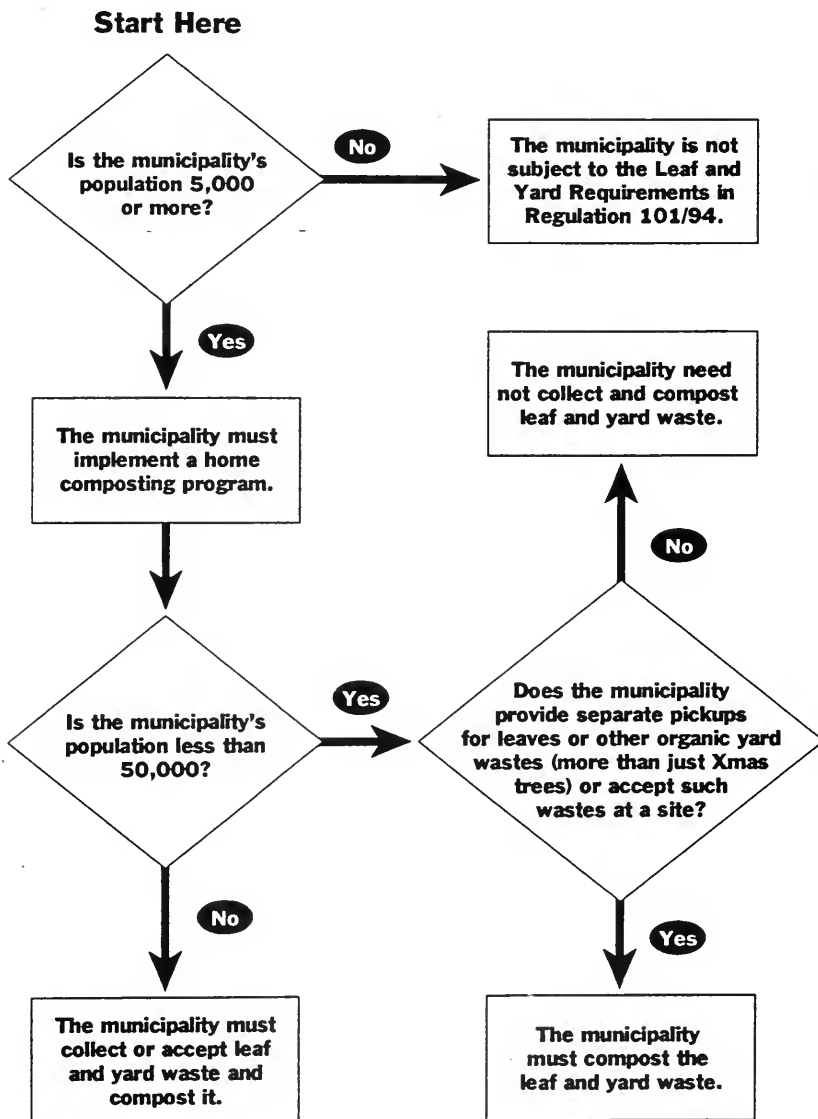 Start Here
Is the municipality's
population 5,000
or more?
No
The municipality is not
subject to the Leaf and
Yard Requirements in
Regulation 101/94.
Yes
The municipality must
implement a home
composting program.
The municipality need
not collect and compost
leaf and yard waste.
No
Is the municipality's
population less than
50,000?
Yes
Does the municipality
provide separate pickups
for leaves or other organic yard
wastes (more than just Xmas
trees) or accept such
wastes at a site?
No
Yes
The municipality must
collect or accept leaf
and yard waste and
compost it.
The municipality
must compost the
leaf and yard waste.